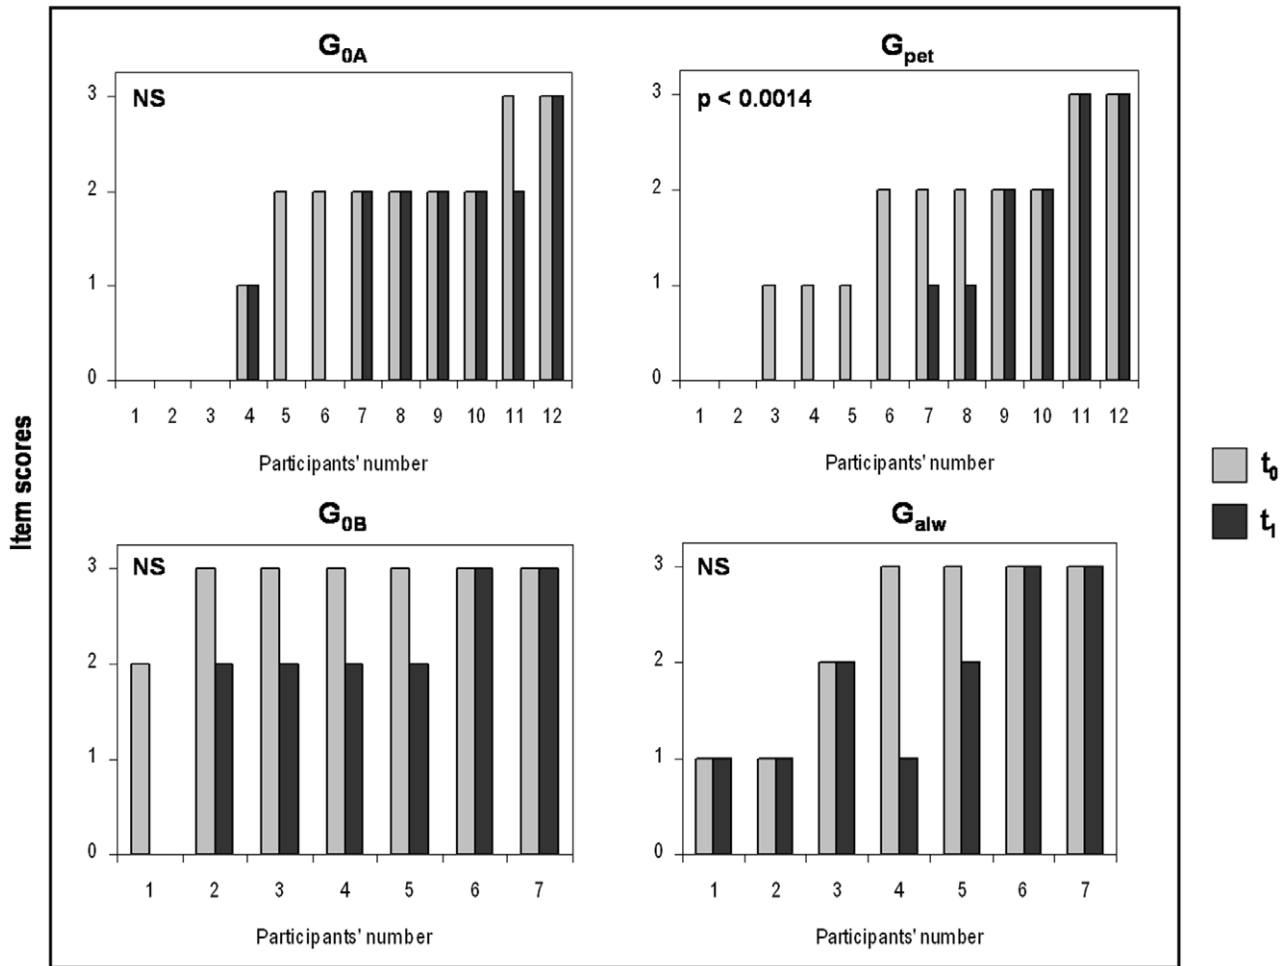 G0A
NS
3
2
1
0
1 2 3 4 5 6 7 8 9 10 11 12
Participants' number
Gpet
p < 0.0014
3
2
1
0
1 2 3 4 5 6 7 8 9 10 11 12
Participants' number
Item scores
t0
t1
G0B
NS
3
2
1
0
1 2 3 4 5 6 7
Participants' number
Galw
NS
3
2
1
0
1 2 3 4 5 6 7
Participants' number